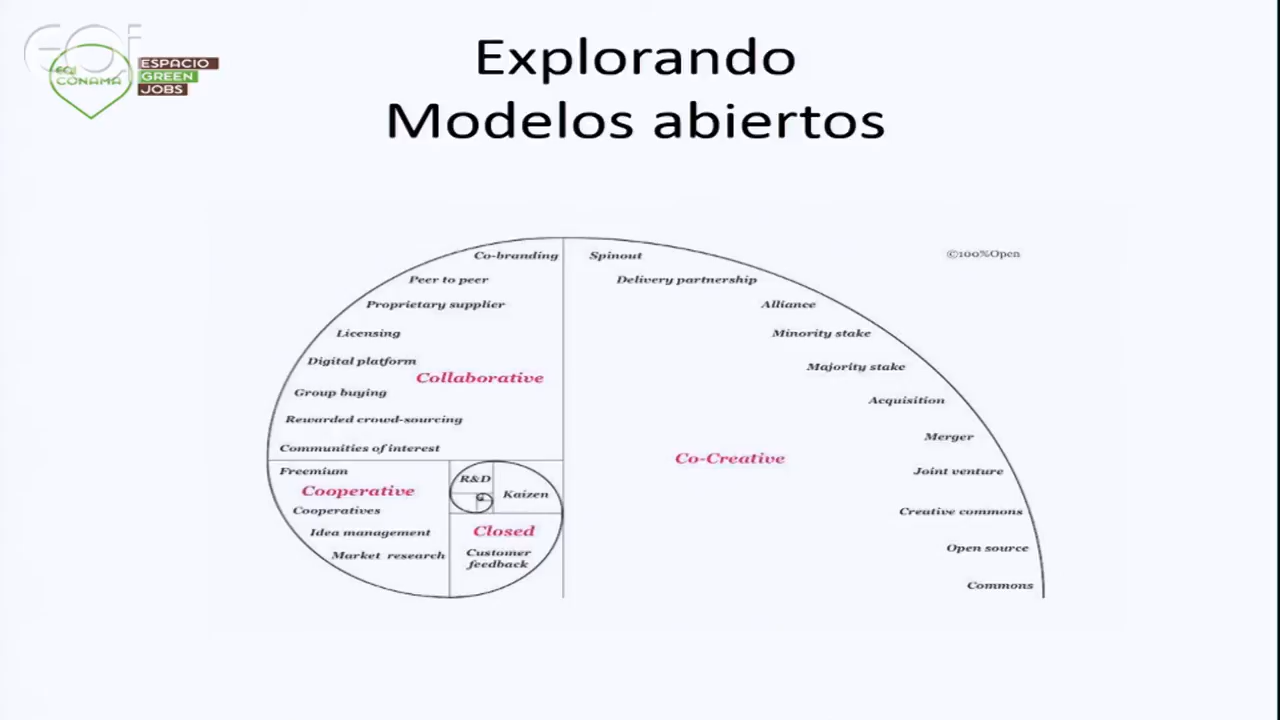 EOI
EOI
CONAMA
ESPACIO
GREEN
JOBS
Explorando
Modelos abiertos
©100%Open
Co-branding
Peer to peer
Proprietary supplier
Licensing
Digital platform
Collaborative
Group buying
Rewarded crowd-sourcing
Communities of interest
Freemium
Cooperative
Cooperatives
Idea management
Market research
R&D
Kaizen
Closed
Customer
feedback
Spinout
Delivery partnership
Alliance
Minority stake
Majority stake
Acquisition
Merger
Co-Creative
Joint venture
Creative commons
Open source
Commons